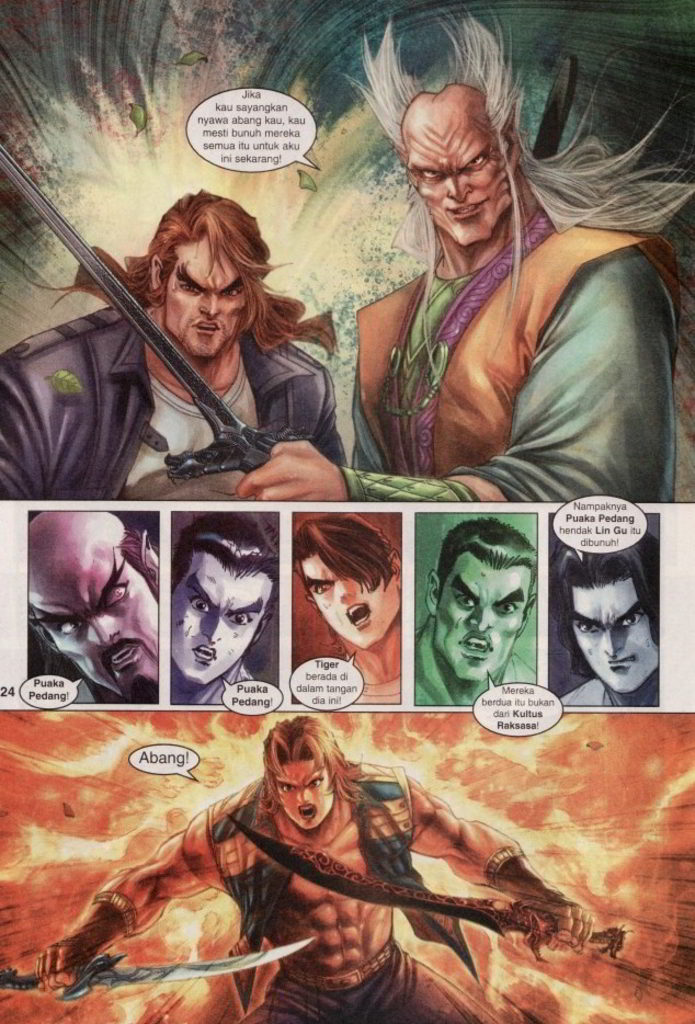 Jika
kau sayangkan
nyawa abang kau, kau
mesti bunuh mereka
semua itu untuk aku
ini sekarang!
Puaka
Pedang!
Puaka
Pedang!
Tiger
berada di
dalam tangan
dia ini!
Mereka
berdua itu bukan
dari Kultus
Raksasa!
Nampaknya
Puaka Pedang
hendak Lin Gu itu
dibunuh!
24
Abang!